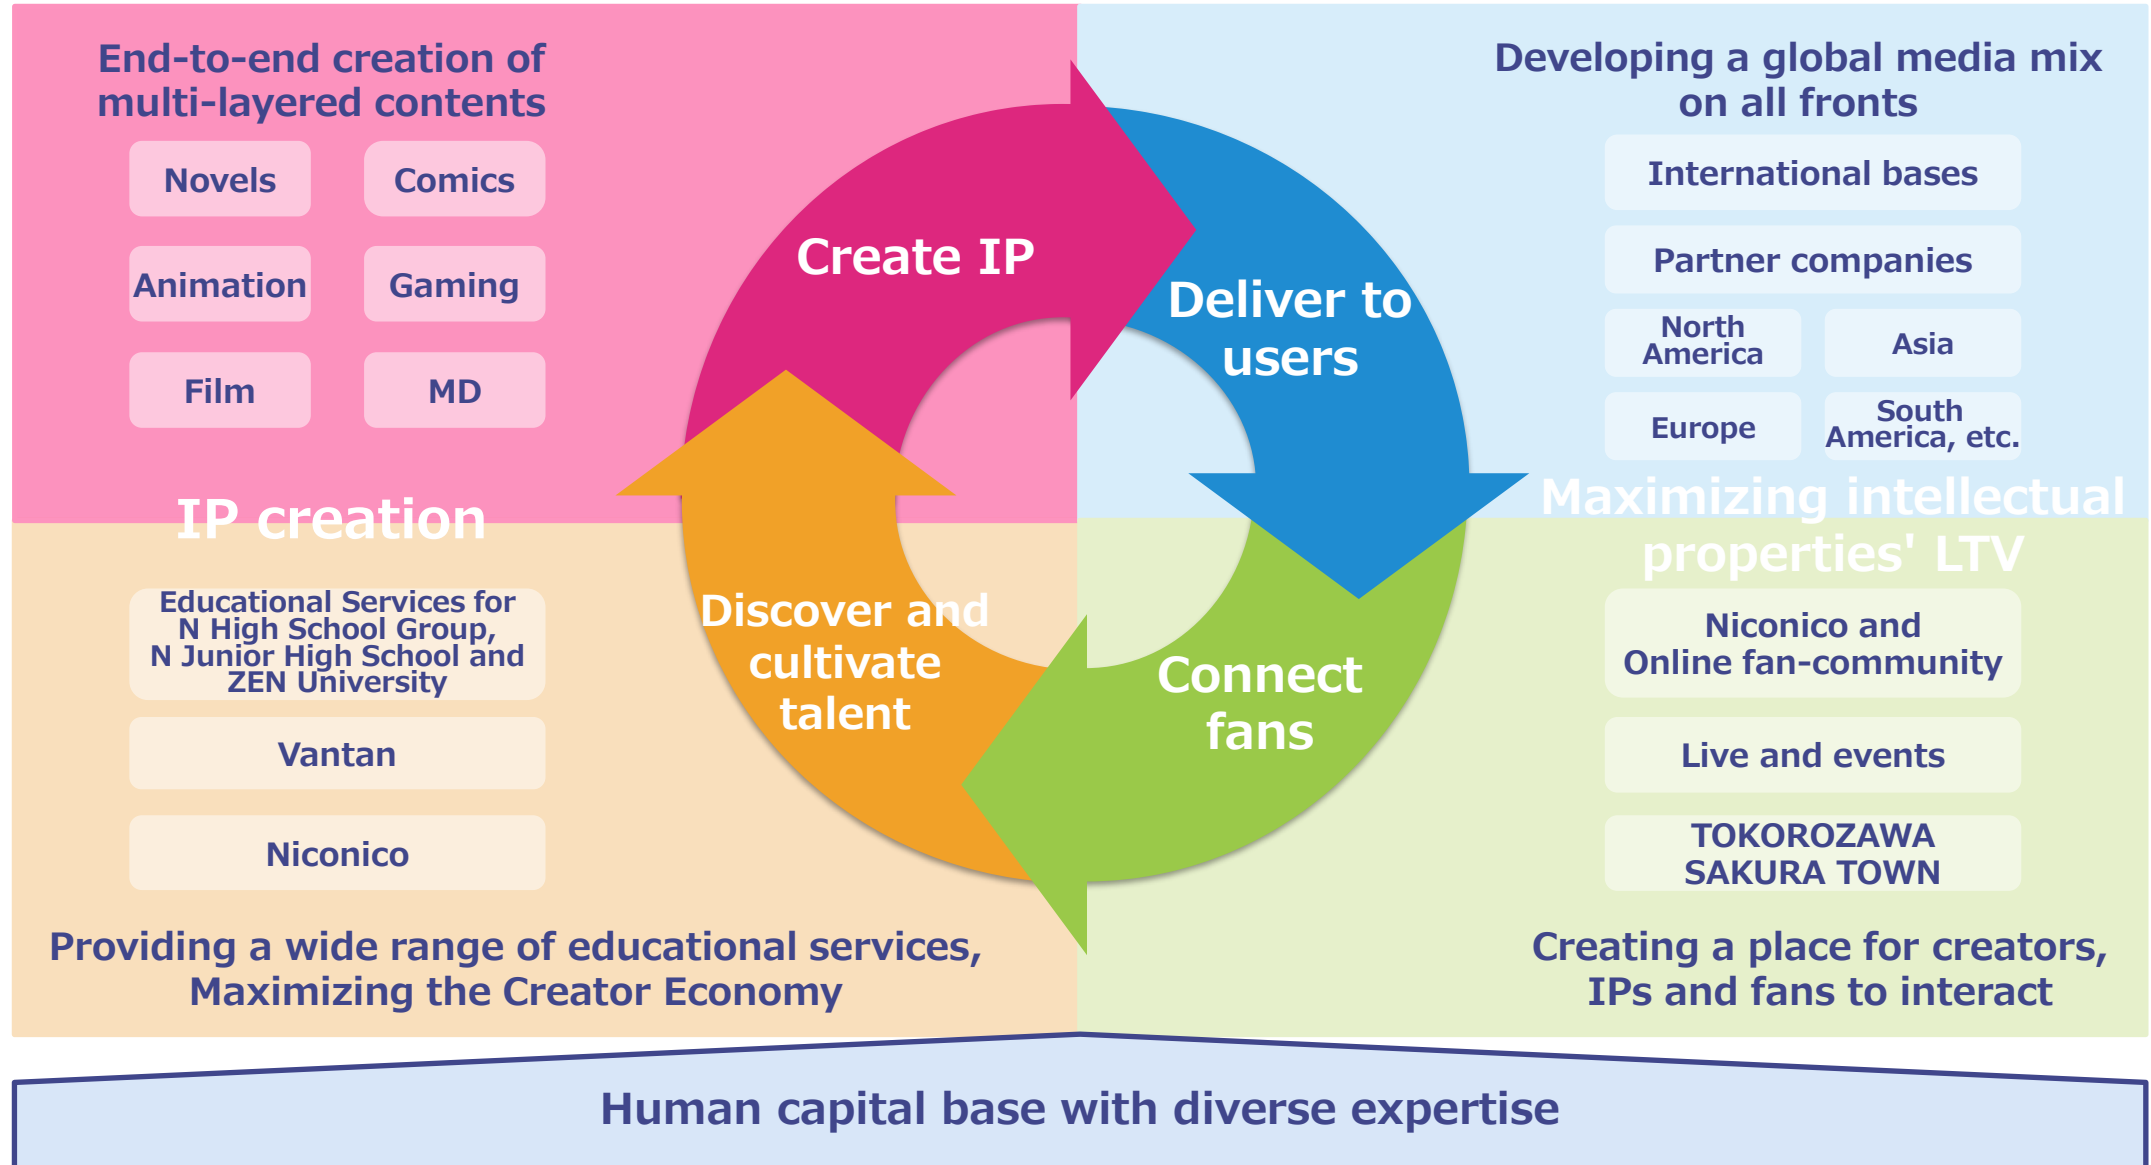 End-to-end creation of
multi-layered contents
Novels
Comics
Animation
Gaming
Film
MD
IP creation
Create IP
Deliver to
users
Developing a global media mix
on all fronts
International bases
Partner companies
North
America
Asia
Europe
South
America, etc.
Maximizing intellectual
properties' LTV
Educational Services for
N High School Group,
N Junior High School and
ZEN University
Vantan
Niconico
Providing a wide range of educational services,
Maximizing the Creator Economy
Discover and
cultivate
talent
Connect
fans
Niconico and
Online fan-community
Live and events
TOKOROZAWA
SAKURA TOWN
Creating a place for creators,
IPs and fans to interact
Human capital base with diverse expertise